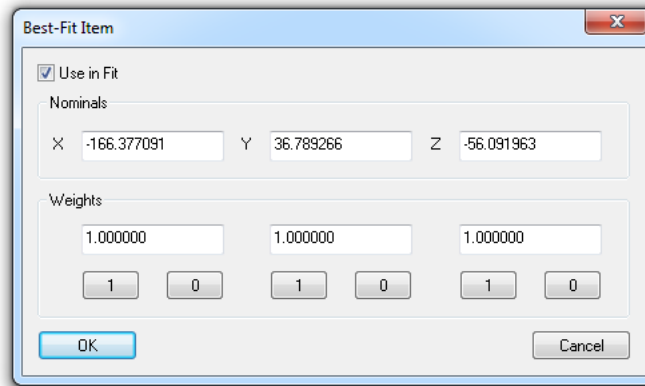 Best-Fit Item
Use in Fit
Nominals
X -166.377091 Y 36.789266 Z -56.091963
Weights
1.000000 1.000000 1.000000
1 0 1 0 1 0
OK Cancel